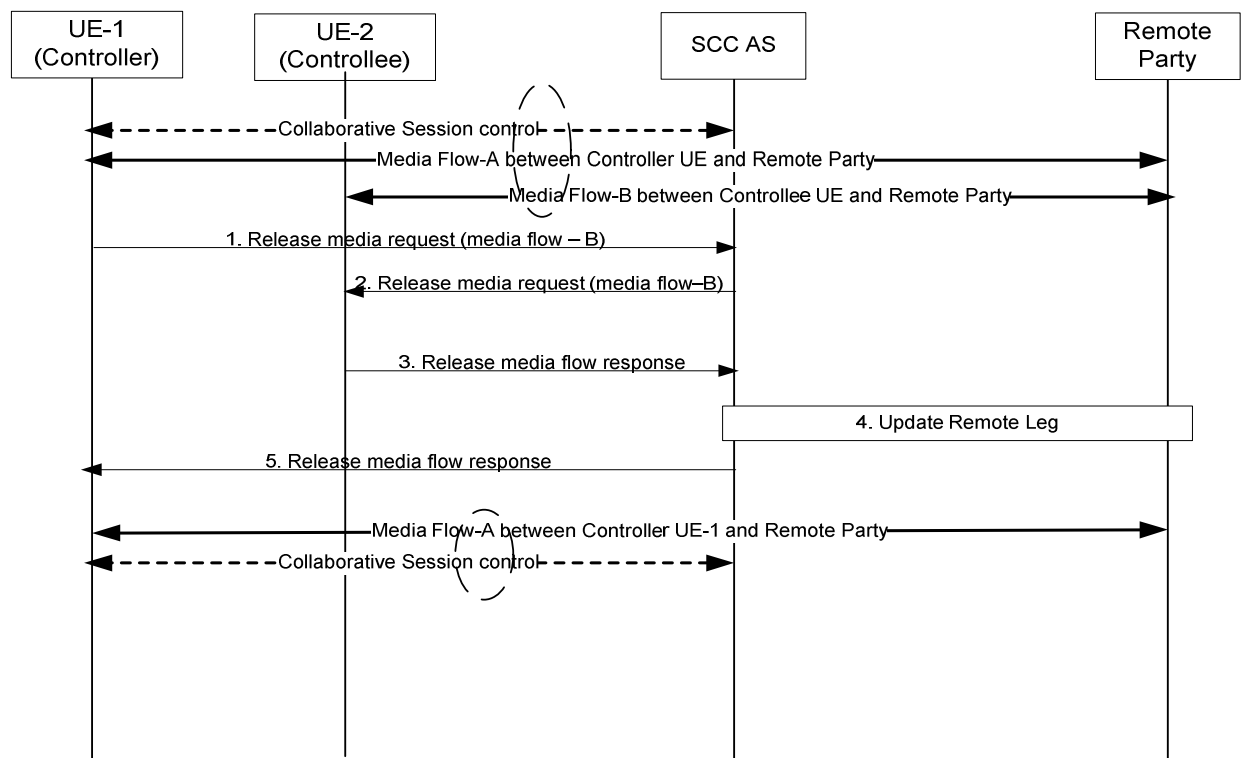 UE-1
(Controller)
UE-2
(Controllee)
SCC AS
Remote
Party
Collaborative Session control
Media Flow-A between Controller UE and Remote Party
Media Flow-B between Controllee UE and Remote Party
1. Release media request (media flow – B)
2. Release media request (media flow–B)
3. Release media flow response
4. Update Remote Leg
5. Release media flow response
Media Flow-A between Controller UE-1 and Remote Party
Collaborative Session control